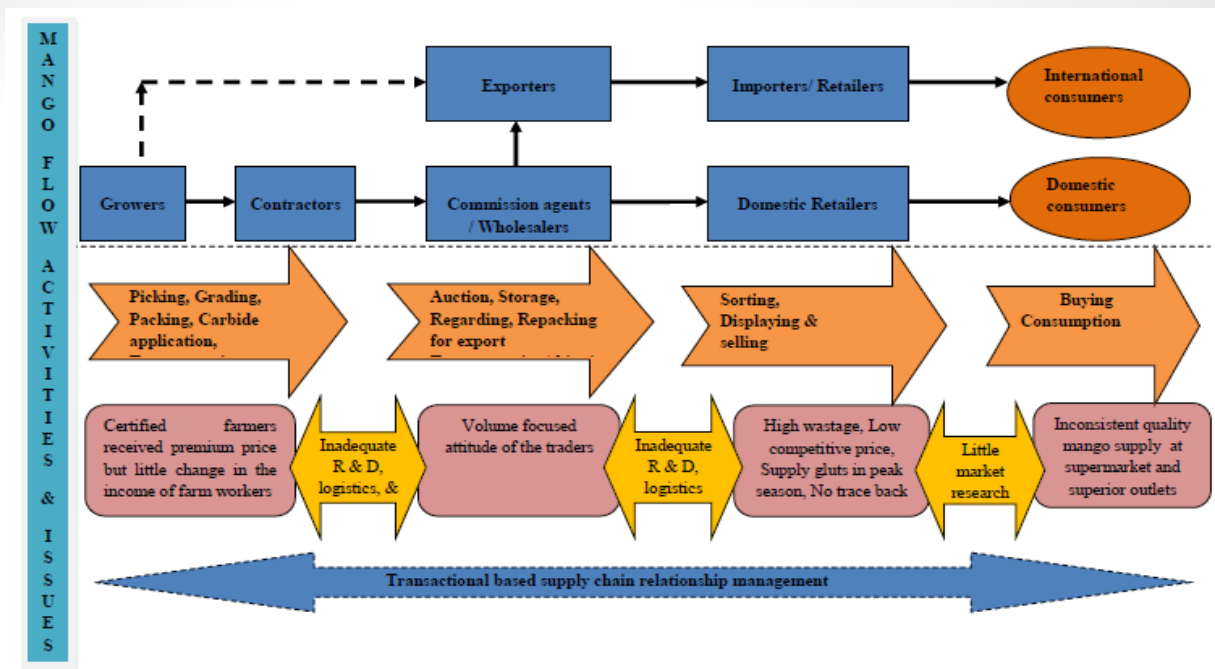 MANGO FLOW ACTIVITIES & ISSUES
Exporters
Importers/ Retailers
International
consumers
Growers
Contractors
Commission agents
/ Wholesalers
Domestic Retailers
Domestic
consumers
Picking, Grading,
Packing, Carbide
application,
Auction, Storage,
Regarding, Repacking
for export
Sorting,
Displaying &
selling
Buying
Consumption
Certified farmers
received premium price
but little change in the
income of farm workers
Inadequate
R & D,
logistics, &
Volume focused
attitude of the traders
Inadequate
R & D,
logistics
High wastage, Low
competitive price,
Supply gluts in peak
season, No trace back
Little
market
research
Inconsistent quality
mango supply at
supermarket and
superior outlets
Transactional based supply chain relationship management